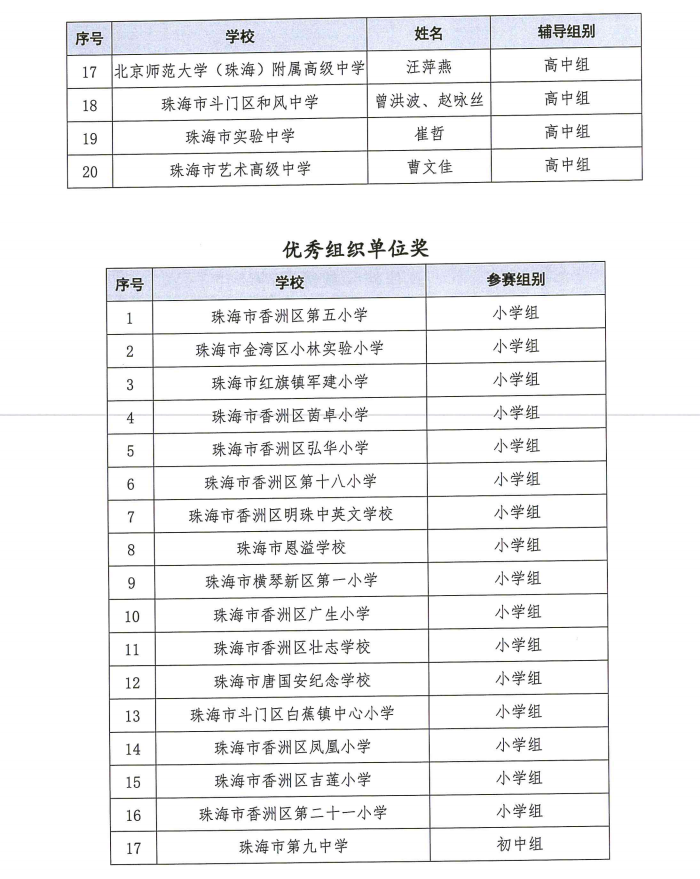 序号 学校 姓名 辅导组别
17 北京师范大学（珠海）附属高级中学 汪萍燕 高中组
18 珠海市斗门区和风中学 曾洪波、赵咏丝 高中组
19 珠海市实验中学 崔哲 高中组
20 珠海市艺术高级中学 曹文佳 高中组
优秀组织单位奖
序号 学校 参赛组别
1 珠海市香洲区第五小学 小学组
2 珠海市金湾区小林实验小学 小学组
3 珠海市红旗镇军建小学 小学组
4 珠海市香洲区茵卓小学 小学组
5 珠海市香洲区弘华小学 小学组
6 珠海市香洲区第十八小学 小学组
7 珠海市香洲区明珠中英文学校 小学组
8 珠海市恩溢学校 小学组
9 珠海市横琴新区第一小学 小学组
10 珠海市香洲区广生小学 小学组
11 珠海市香洲区壮志学校 小学组
12 珠海市唐国安纪念学校 小学组
13 珠海市斗门区白蕉镇中心小学 小学组
14 珠海市香洲区凤凰小学 小学组
15 珠海市香洲区吉莲小学 小学组
16 珠海市香洲区第二十一小学 小学组
17 珠海市第九中学 初中组